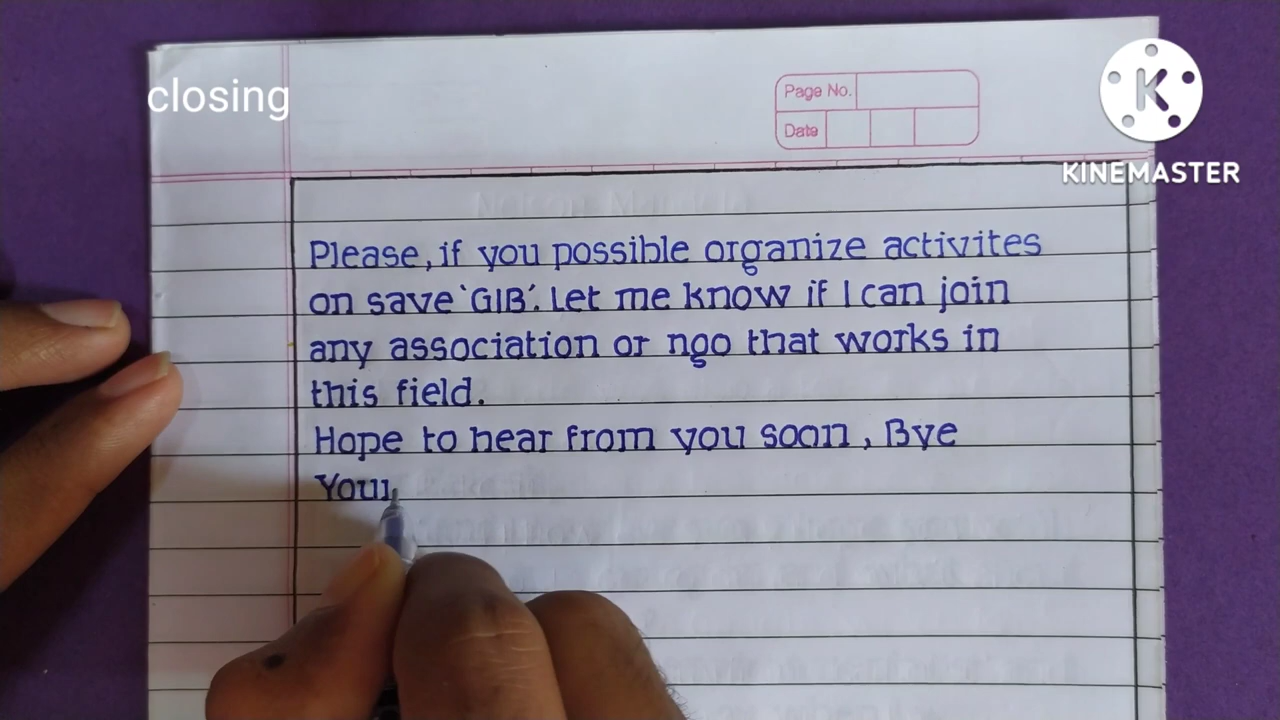 closing
Page No.
Date
KINEMASTER
Please, if you possible organize activites
on save 'GIB'. Let me know if I can join
any association or ngo that works in
this field.
Hope to hear from you soon, Bye
You